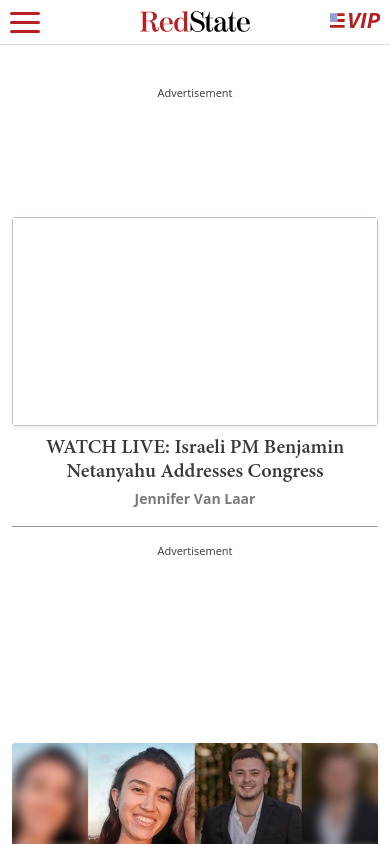 RedState
VIP
Advertisement
WATCH LIVE: Israeli PM Benjamin
Netanyahu Addresses Congress
Jennifer Van Laar
Advertisement